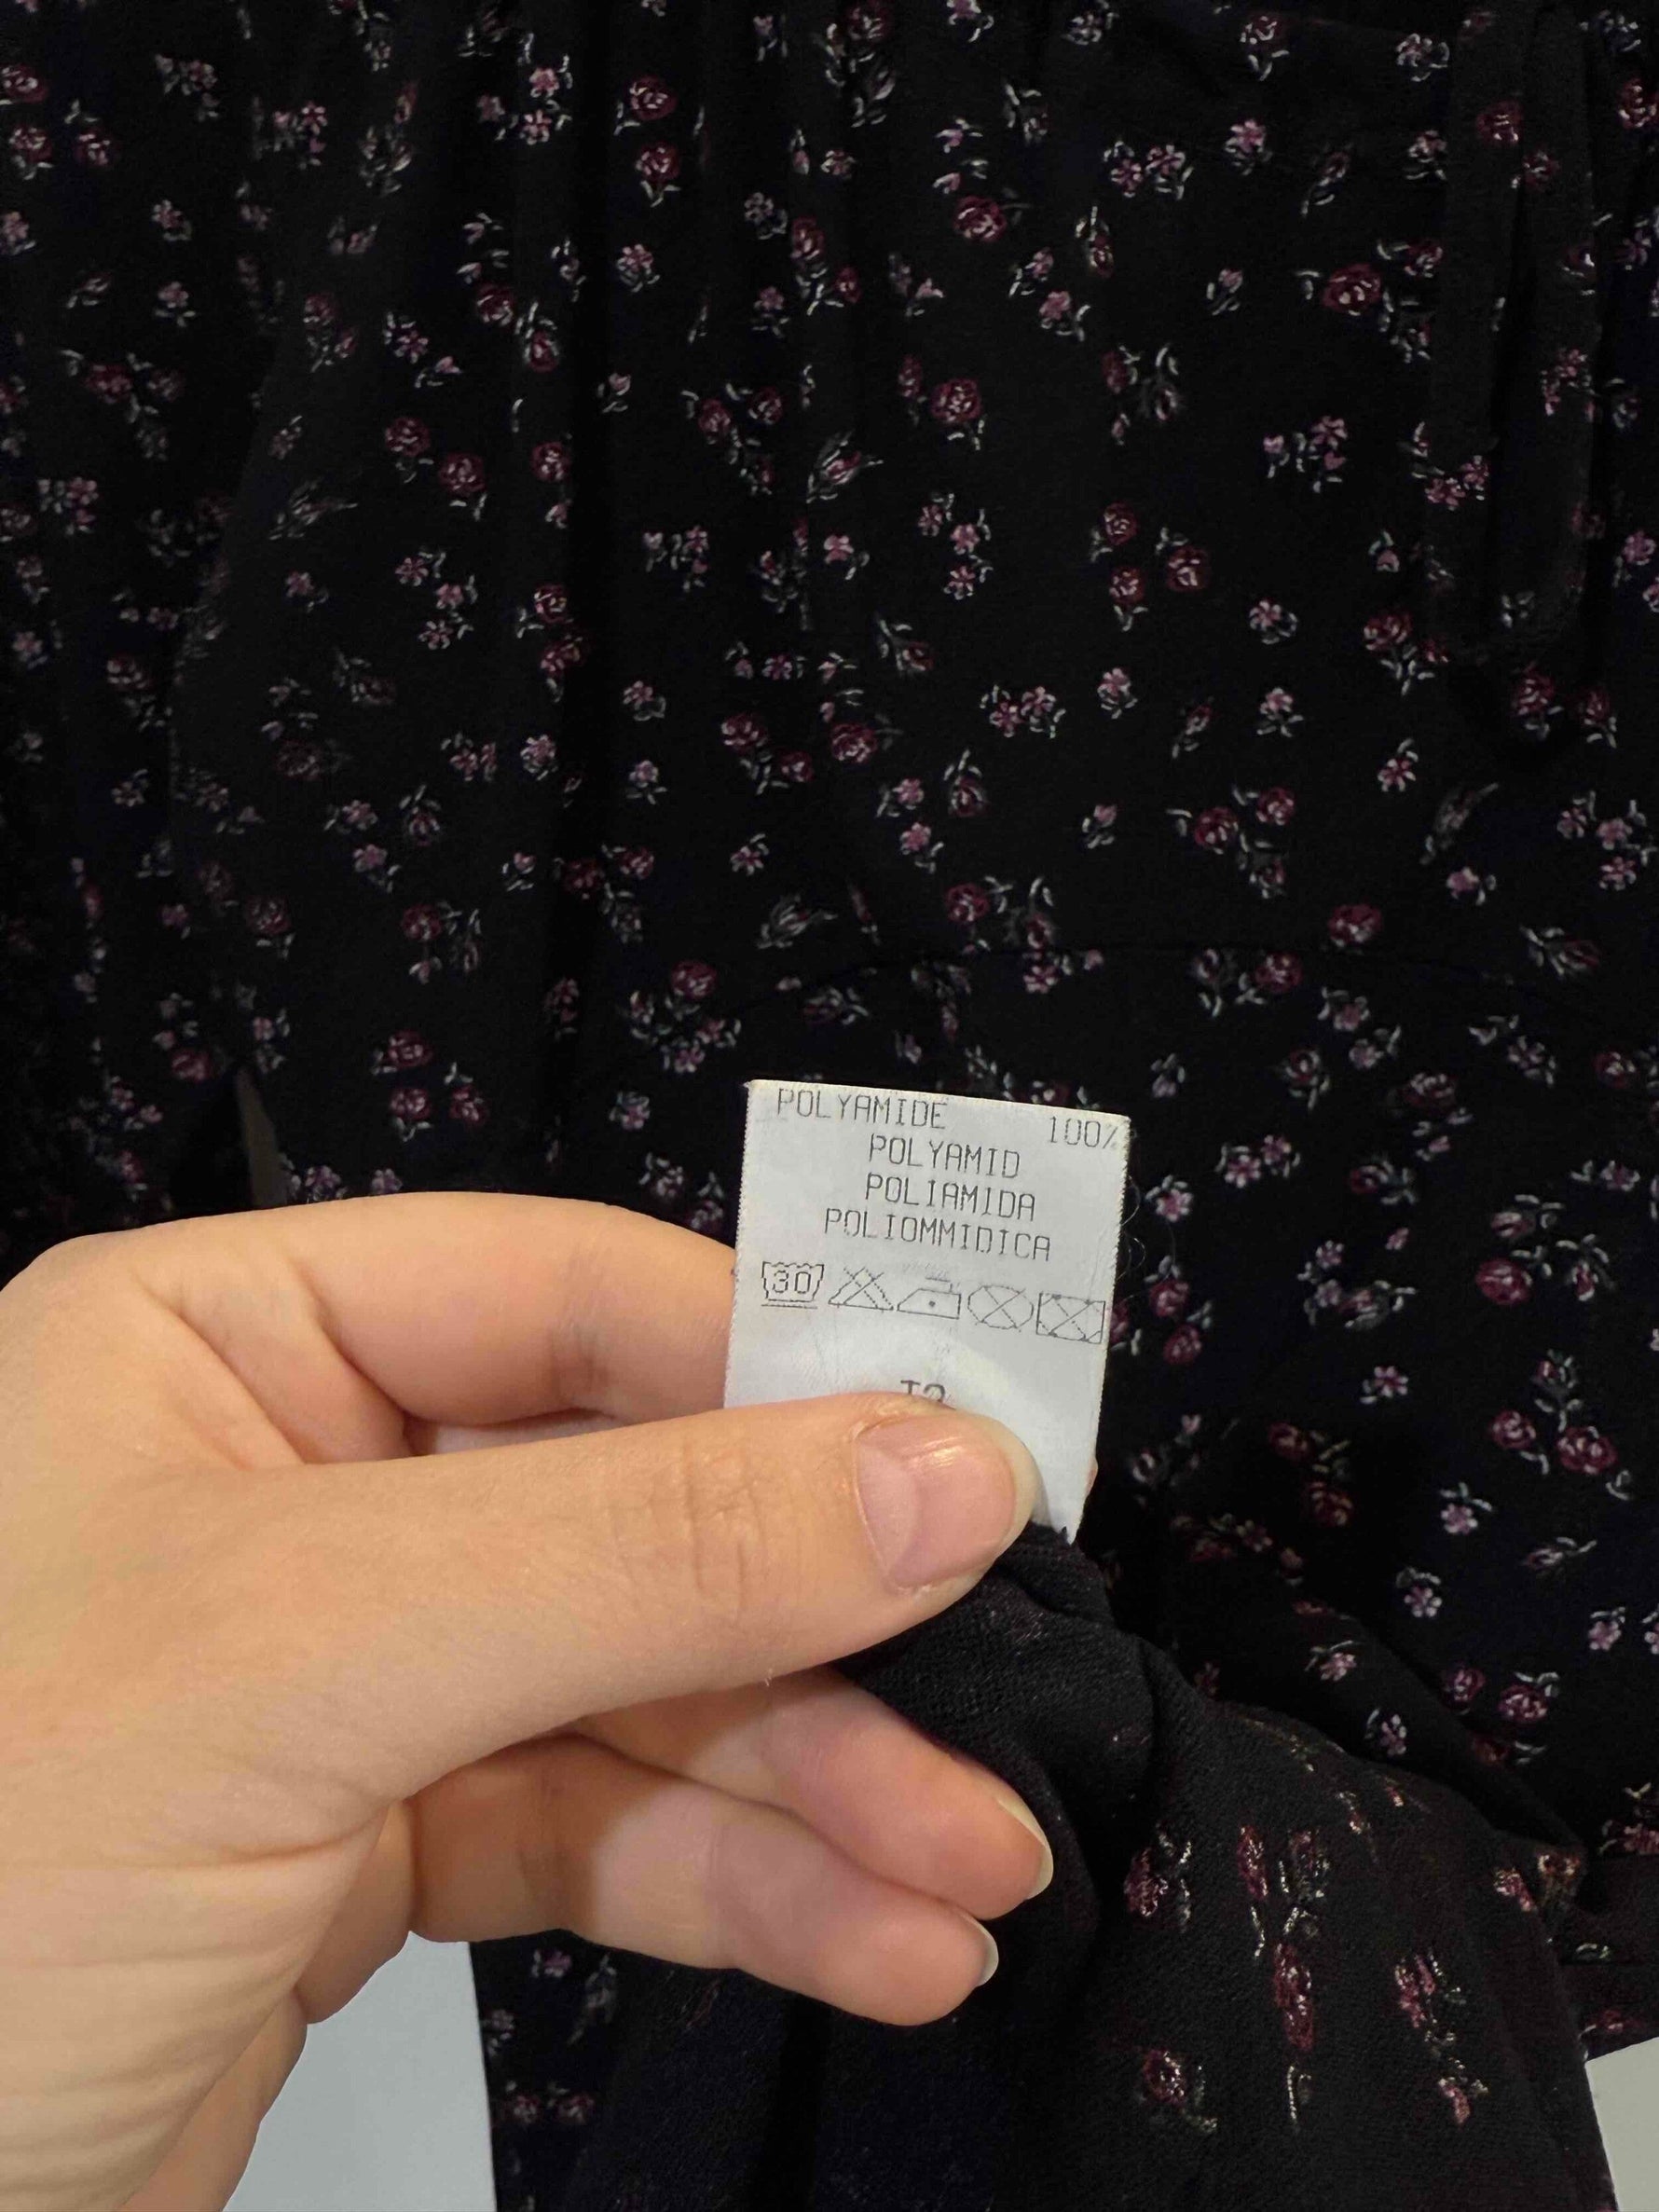 POLYAMIDE 100%
POLYAMID
POLIAMIDA
POLIOMMIDICA
30